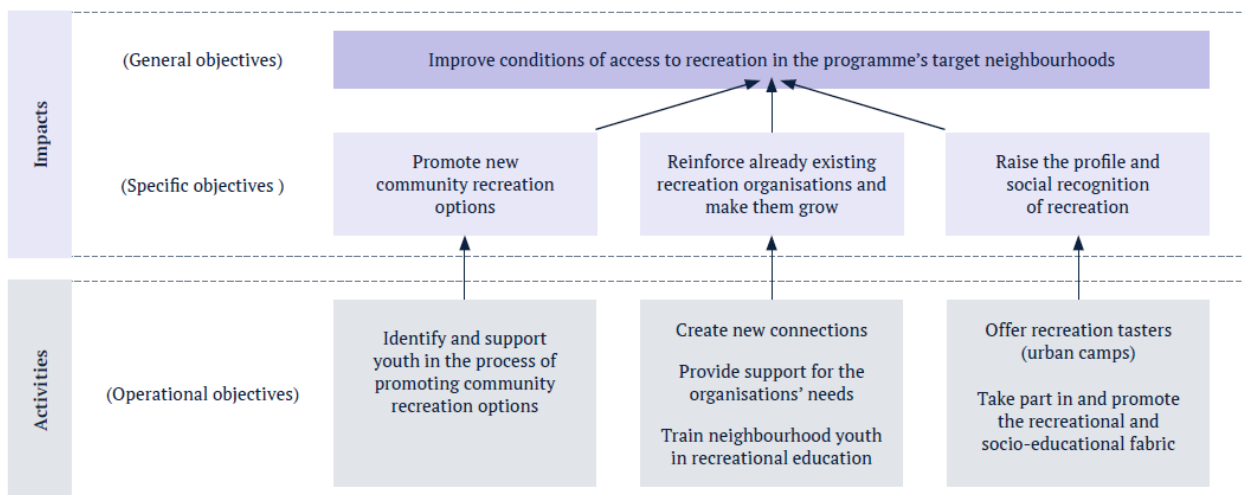 Impacts
(General objectives)
Improve conditions of access to recreation in the programme's target neighbourhoods
(Specific objectives )
Promote new
community recreation
options
Reinforce already existing
recreation organisations and
make them grow
Raise the profile and
social recognition
of recreation
Activities
(Operational objectives)
Identify and support
youth in the process of
promoting community
recreation options
Create new connections
Provide support for the
organisations' needs
Train neighbourhood youth
in recreational education
Offer recreation tasters
(urban camps)
Take part in and promote
the recreational and
socio-educational fabric